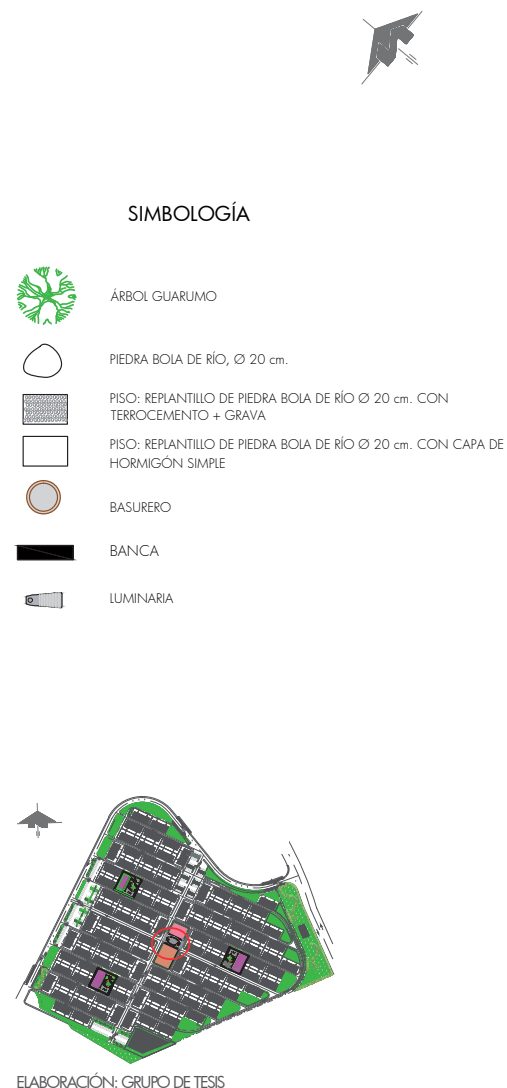 SIMBOLOGÍA
ÁRBOL GUARUMO
PIEDRA BOLA DE RÍO, Ø 20 cm.
PISO: REPLANTILLO DE PIEDRA BOLA DE RÍO Ø 20 cm. CON
TERROCEMENTO + GRAVA
PISO: REPLANTILLO DE PIEDRA BOLA DE RÍO Ø 20 cm. CON CAPA DE
HORMIGÓN SIMPLE
BASURERO
BANCA
LUMINARIA
ELABORACIÓN: GRUPO DE TESIS